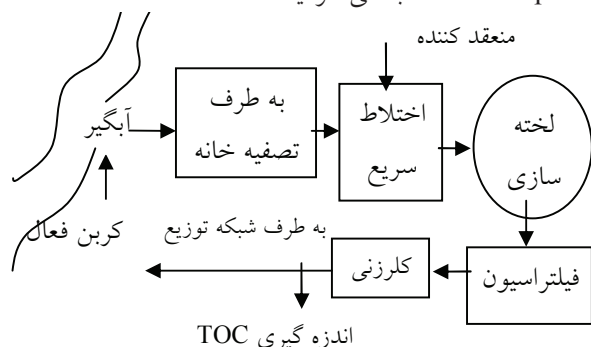 منعقد کننده
آبگیر
به طرف
تصفیه خانه
اختلاط
سریع
لخته
سازی
کربن فعال
به طرف شبکه توزیع
کلرزنی
فیلتراسیون
اندزه گیری TOC